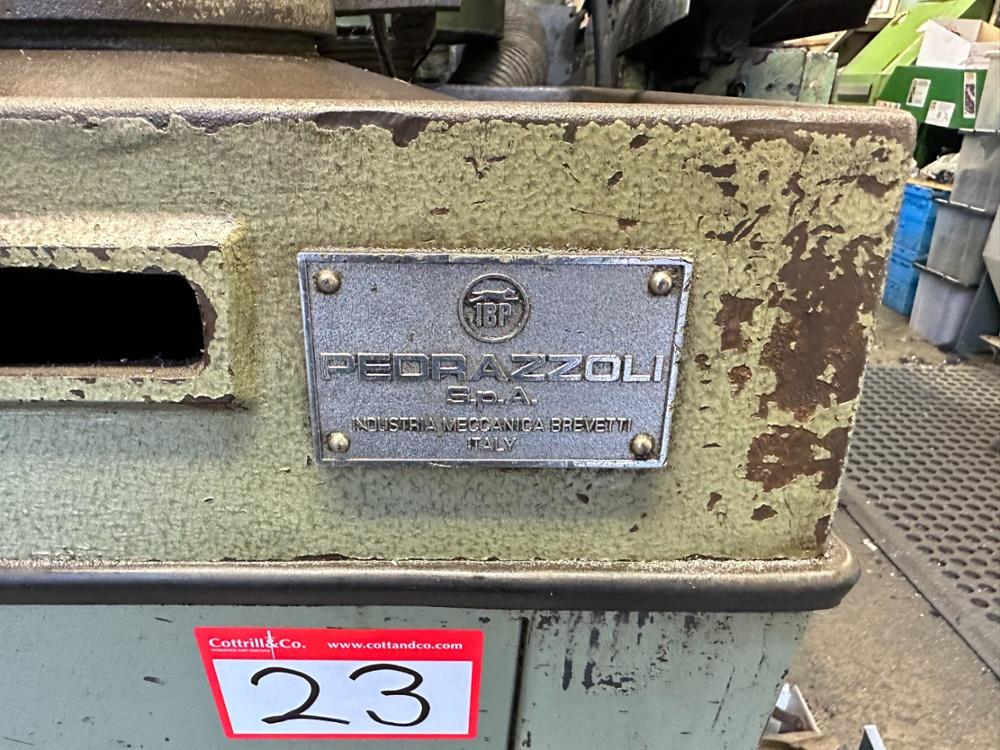 IBP
PEDRAZZOLI
S.p.A.
INDUSTRIA MECCANICA BREVETTI
ITALY
Cottrill&Co. www.cottandco.com
23